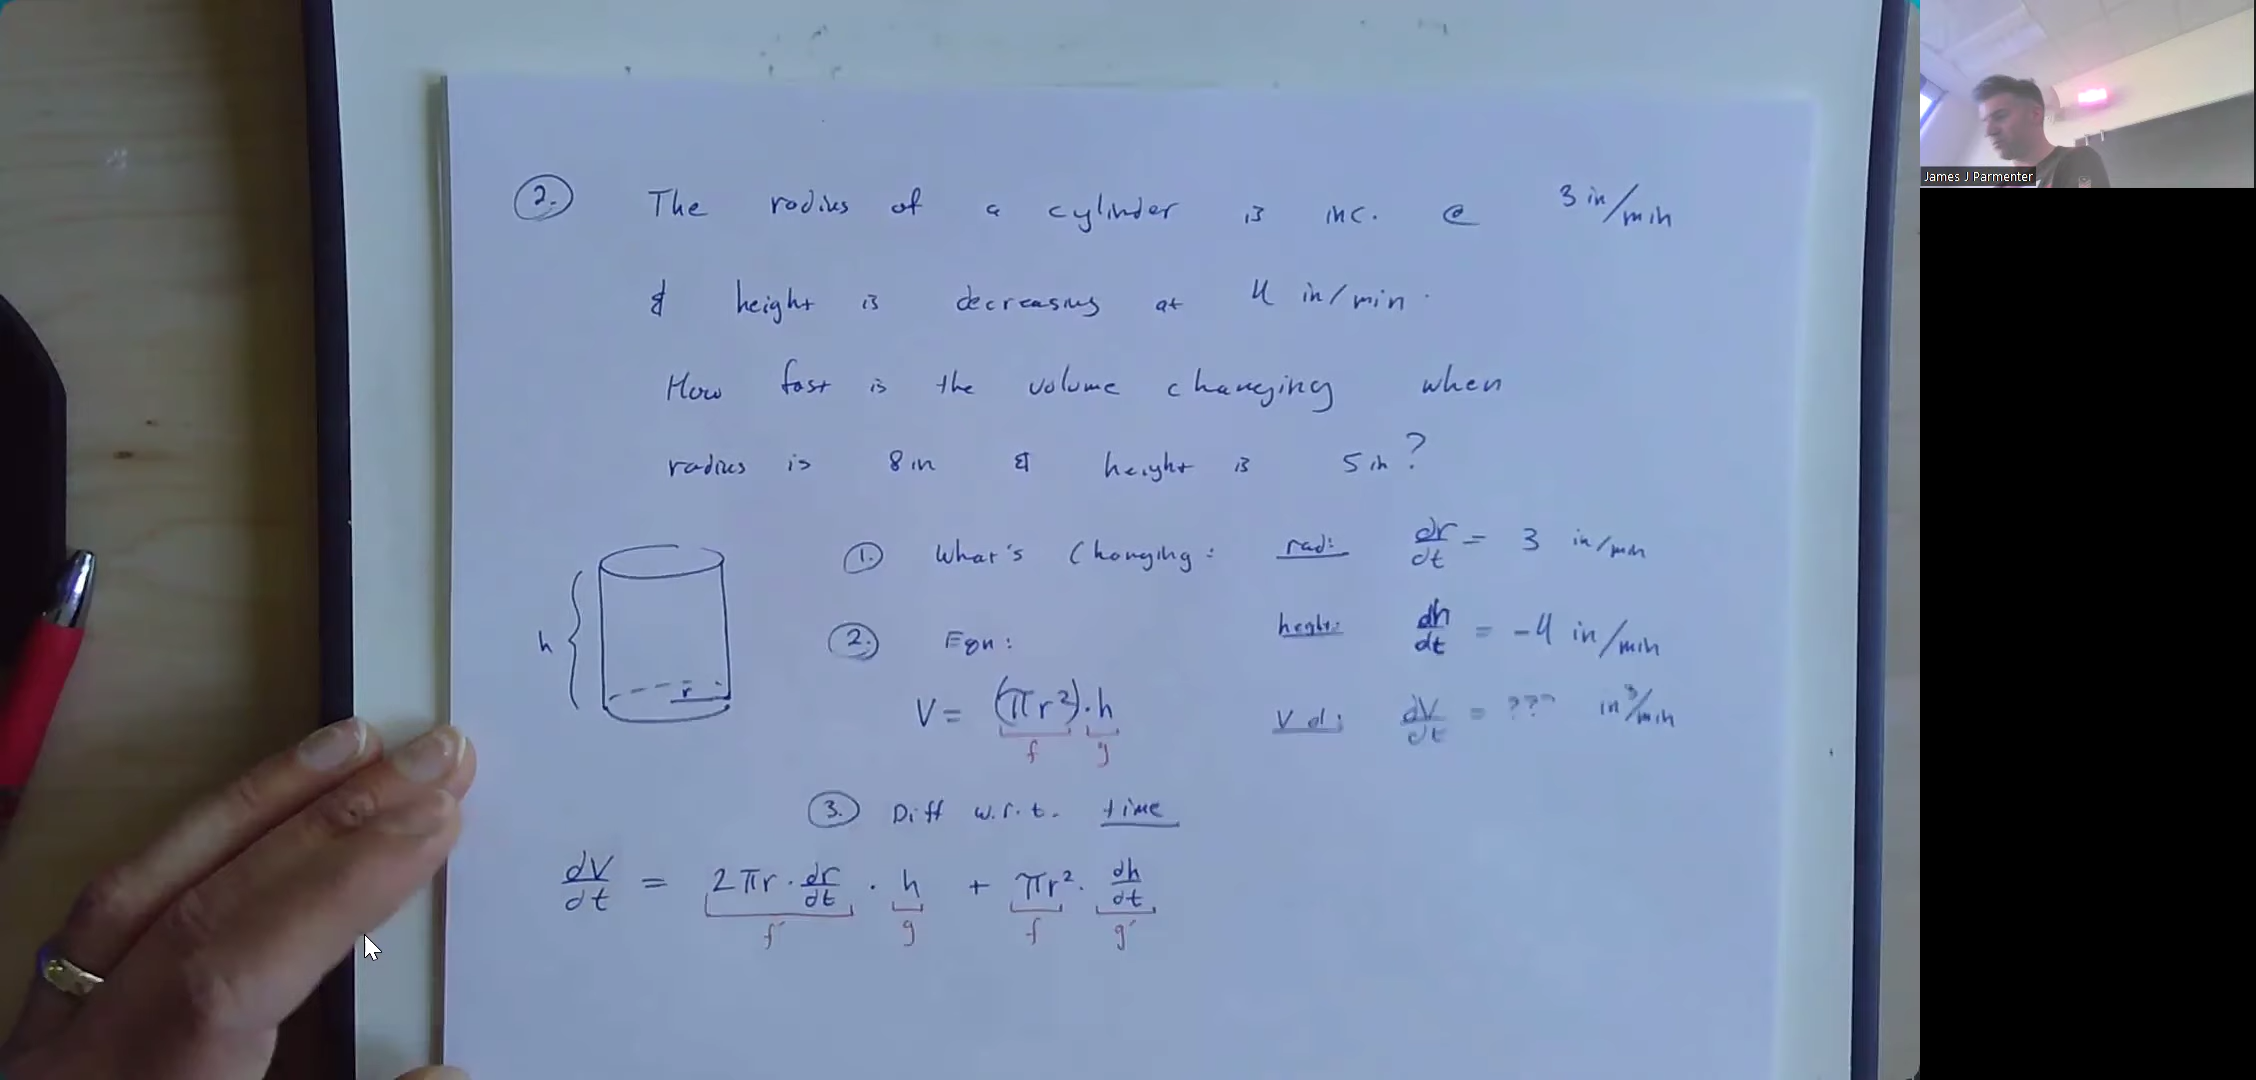 James J Parmenter
2. The radius of a cylinder is inc. @ 3 in/min
& height is decreasing at 4 in/min.
How fast is the volume changing when
radius is 8 in & height is 5 in?
1. What's Changing: rad: dr/dt = 3 in/min
height: dh/dt = -4 in/min
Vol: dV/dt = ??? in³/min
h
r
2. Eqn:
V = (πr²)·h
f g
3. Diff w.r.t. time
dV/dt = 2πr · dr/dt · h + πr² · dh/dt
f' g f g'